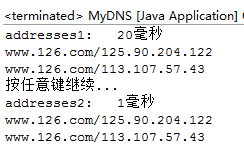 <terminated> MyDNS [Java Application]
addresses1:   20毫秒
www.126.com/125.90.204.122
www.126.com/113.107.57.43
按任意键继续...
addresses2:   1毫秒
www.126.com/125.90.204.122
www.126.com/113.107.57.43